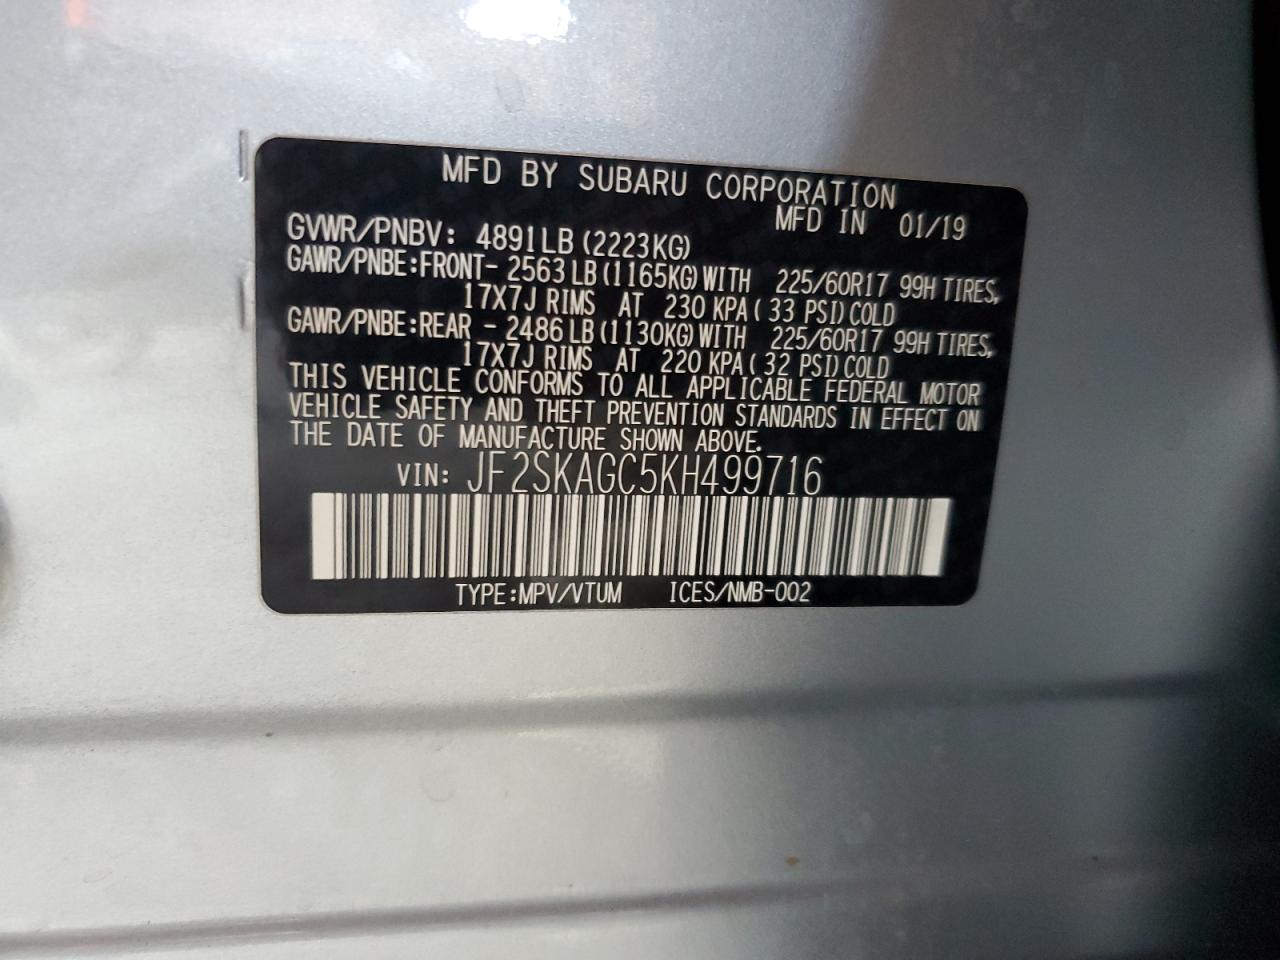 MFD BY SUBARU CORPORATION
MFD IN 01/19
GVWR/PNBV: 4891LB (2223KG)
GAWR/PNBE:FRONT- 2563LB (1165KG) WITH 225/60R17 99H TIRES,
17X7J RIMS AT 230 KPA ( 33 PSI) COLD
GAWR/PNBE:REAR - 2486LB (1130KG) WITH 225/60R17 99H TIRES,
17X7J RIMS AT 220 KPA ( 32 PSI) COLD
THIS VEHICLE CONFORMS TO ALL APPLICABLE FEDERAL MOTOR
VEHICLE SAFETY AND THEFT PREVENTION STANDARDS IN EFFECT ON
THE DATE OF MANUFACTURE SHOWN ABOVE.
VIN: JF2SKAGC5KH499716
TYPE:MPV/VTUM ICES/NMB-002